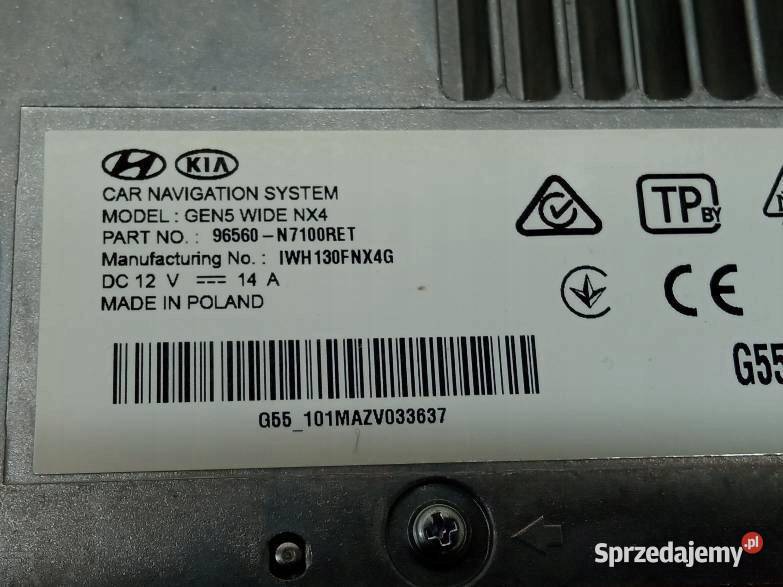 KIA
CAR NAVIGATION SYSTEM
MODEL : GEN5 WIDE NX4
PART NO. : 96560-N7100RET
Manufacturing No. : IWH130FNX4G
DC 12 V ⎓ 14 A
MADE IN POLAND
G55_101MAZV033637
TP BY
CE
G55
Sprzedajemy.pl